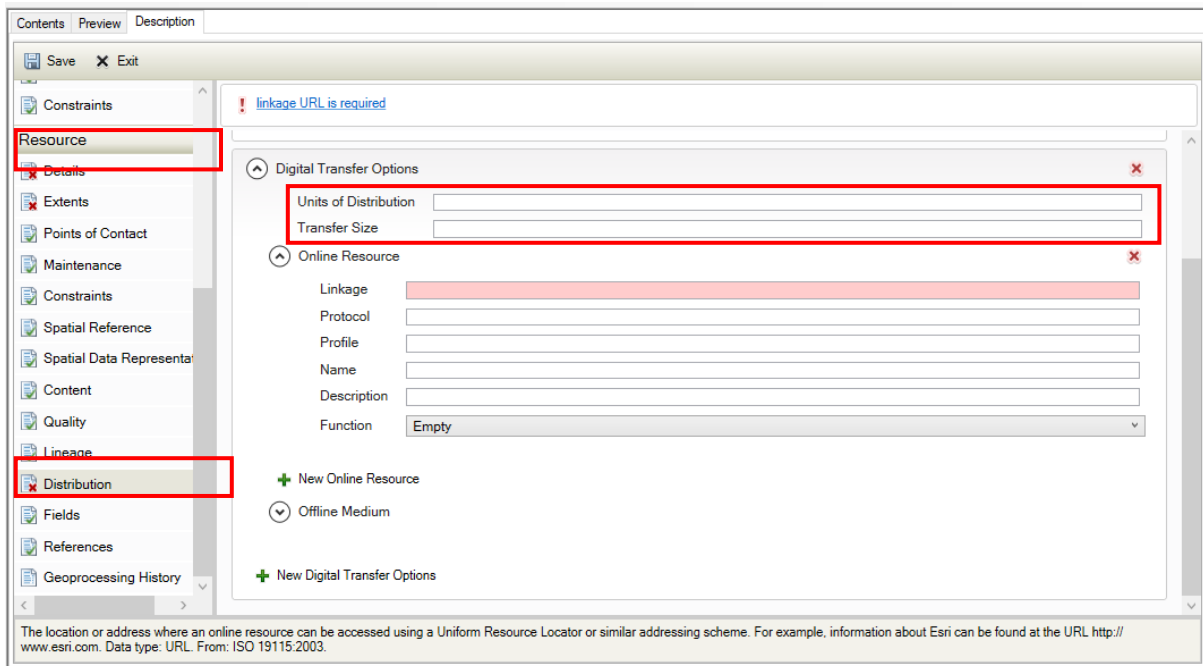 Contents Preview Description
Save Exit
Constraints
Resource
Details
Extents
Points of Contact
Maintenance
Constraints
Spatial Reference
Spatial Data Representat
Content
Quality
Lineage
Distribution
Fields
References
Geoprocessing History
linkage URL is required
Digital Transfer Options
Units of Distribution
Transfer Size
Online Resource
Linkage
Protocol
Profile
Name
Description
Function Empty
New Online Resource
Offline Medium
New Digital Transfer Options
The location or address where an online resource can be accessed using a Uniform Resource Locator or similar addressing scheme. For example, information about Esri can be found at the URL http://
www.esri.com. Data type: URL. From: ISO 19115:2003.